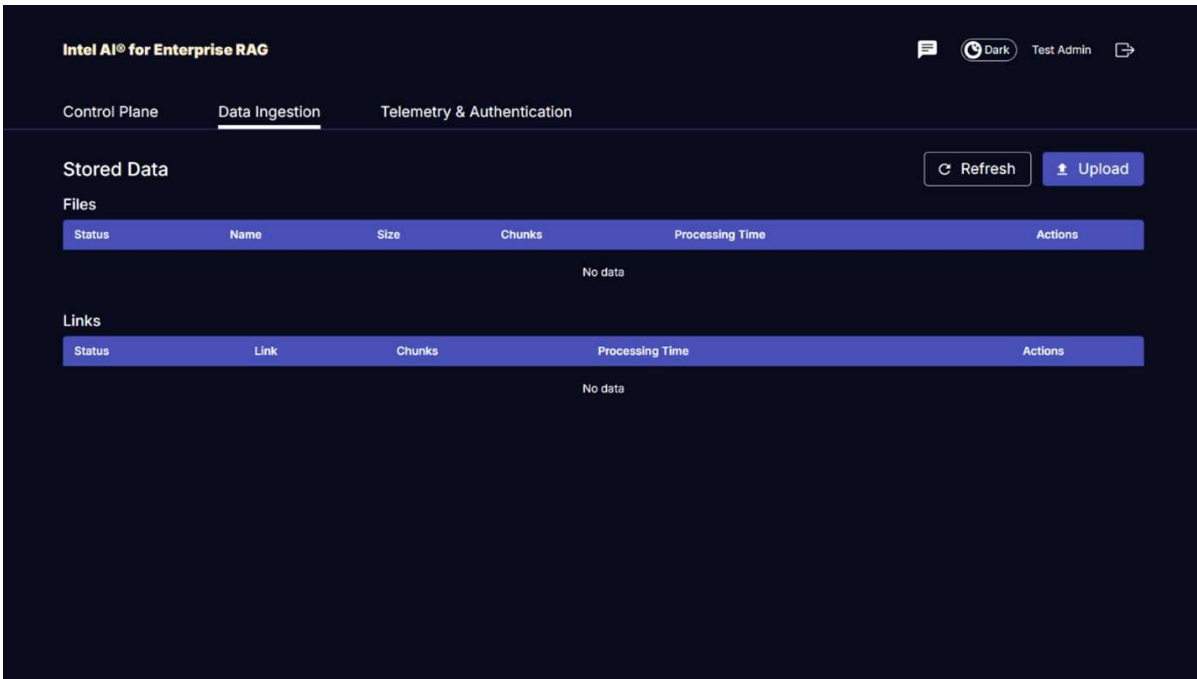 Intel AI® for Enterprise RAG
Dark Test Admin
Control Plane Data Ingestion Telemetry & Authentication
Stored Data
Refresh Upload
Files
Status Name Size Chunks Processing Time Actions
No data
Links
Status Link Chunks Processing Time Actions
No data